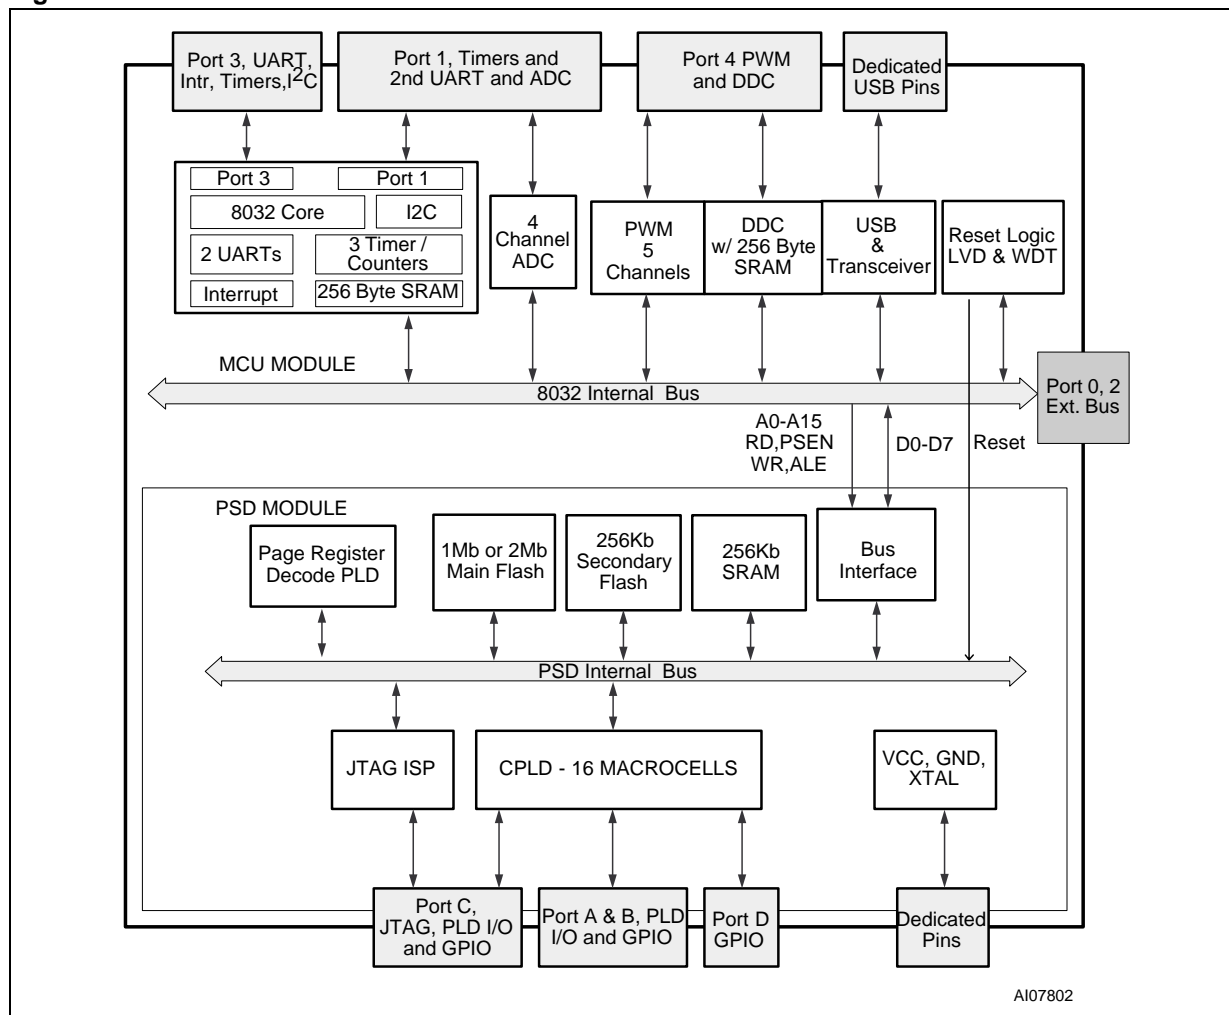 Port 3, UART,
Intr, Timers,I2C
Port 1, Timers and
2nd UART and ADC
Port 4 PWM
and DDC
Dedicated
USB Pins
Port 3
Port 1
8032 Core
I2C
2 UARTs
3 Timer /
Counters
Interrupt
256 Byte SRAM
4
Channel
ADC
PWM
5
Channels
DDC
w/ 256 Byte
SRAM
USB
&
Transceiver
Reset Logic
LVD & WDT
MCU MODULE
8032 Internal Bus
Port 0, 2
Ext. Bus
A0-A15
RD,PSEN
WR,ALE
D0-D7
Reset
PSD MODULE
Page Register
Decode PLD
1Mb or 2Mb
Main Flash
256Kb
Secondary
Flash
256Kb
SRAM
Bus
Interface
PSD Internal Bus
JTAG ISP
CPLD - 16 MACROCELLS
VCC, GND,
XTAL
Port C,
JTAG, PLD I/O
and GPIO
Port A & B, PLD
I/O and GPIO
Port D
GPIO
Dedicated
Pins
AI07802